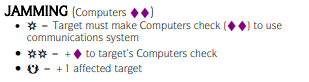 JAMMING (Computers ◆◆)
• ✵ – Target must make Computers check (◆◆) to use
communications system
• ✵✵ – +◆ to target's Computers check
• – +1 affected target